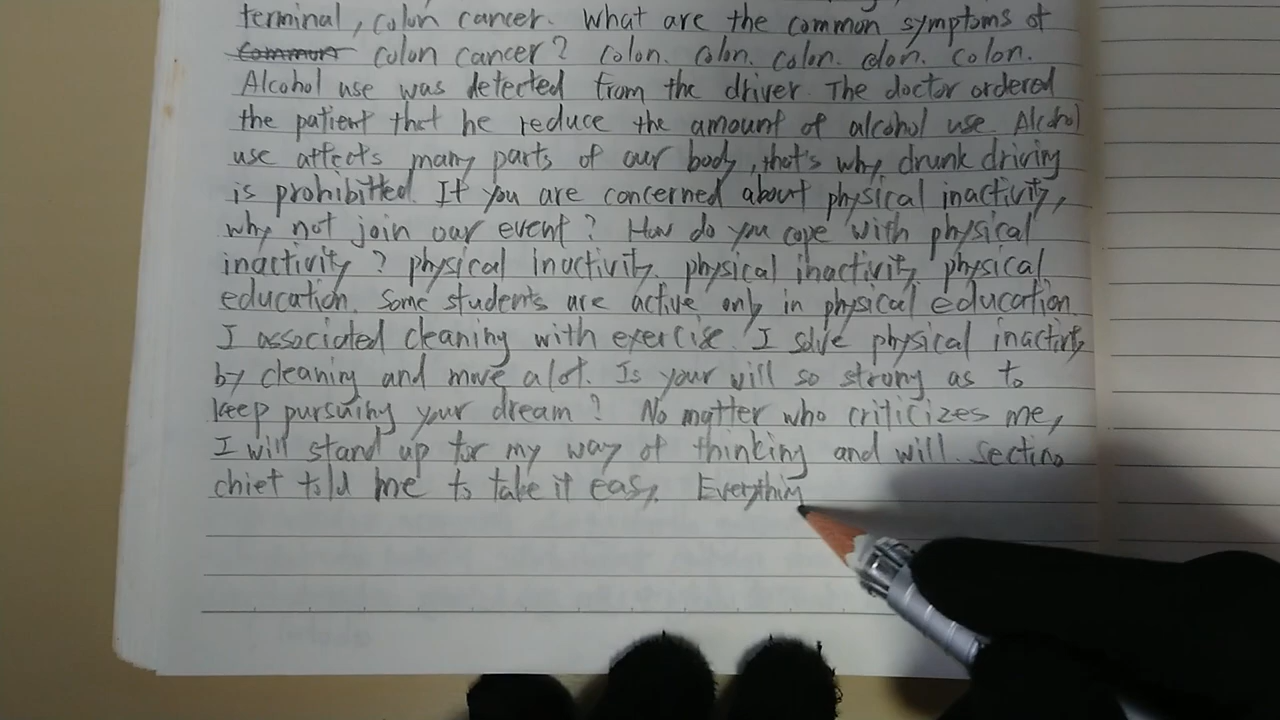 terminal, colon cancer. What are the common symptoms of
common colon cancer? colon. colon. colon. colon. colon.
Alcohol use was detected from the driver. The doctor ordered
the patient that he reduce the amount of alcohol use. Alcohol
use affects many parts of our body, that's why drunk driving
is prohibitted. If you are concerned about physical inactivity,
why not join our event? How do you cope with physical
inactivity? physical inactivity. physical inactivity physical
education. Some students are active only in physical education.
I associated cleaning with exercise. I solve physical inactivity
by cleaning and move a lot. Is your will so strong as to
keep pursuing your dream? No matter who criticizes me,
I will stand up for my way of thinking and will. Section
chief told me to take it easy. Everything